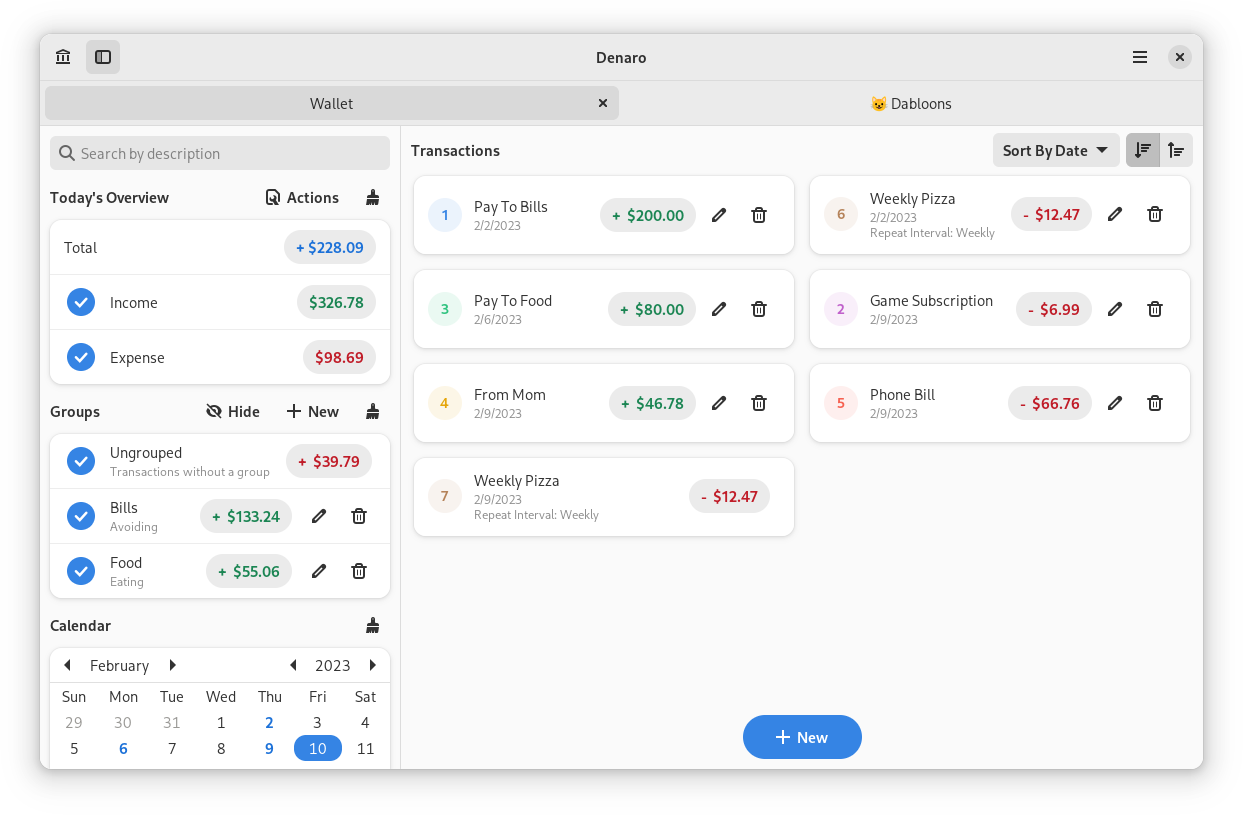 Denaro
Wallet
😺 Dabloons
Search by description
Today's Overview
Actions
Total
+ $228.09
Income
$326.78
Expense
$98.69
Groups
Hide
New
Ungrouped
Transactions without a group
+ $39.79
Bills
Avoiding
+ $133.24
Food
Eating
+ $55.06
Calendar
February
2023
Sun Mon Tue Wed Thu Fri Sat
29 30 31 1 2 3 4
5 6 7 8 9 10 11
Transactions
Sort By Date
1
Pay To Bills
2/2/2023
+ $200.00
6
Weekly Pizza
2/2/2023
Repeat Interval: Weekly
- $12.47
3
Pay To Food
2/6/2023
+ $80.00
2
Game Subscription
2/9/2023
- $6.99
4
From Mom
2/9/2023
+ $46.78
5
Phone Bill
2/9/2023
- $66.76
7
Weekly Pizza
2/9/2023
Repeat Interval: Weekly
- $12.47
New